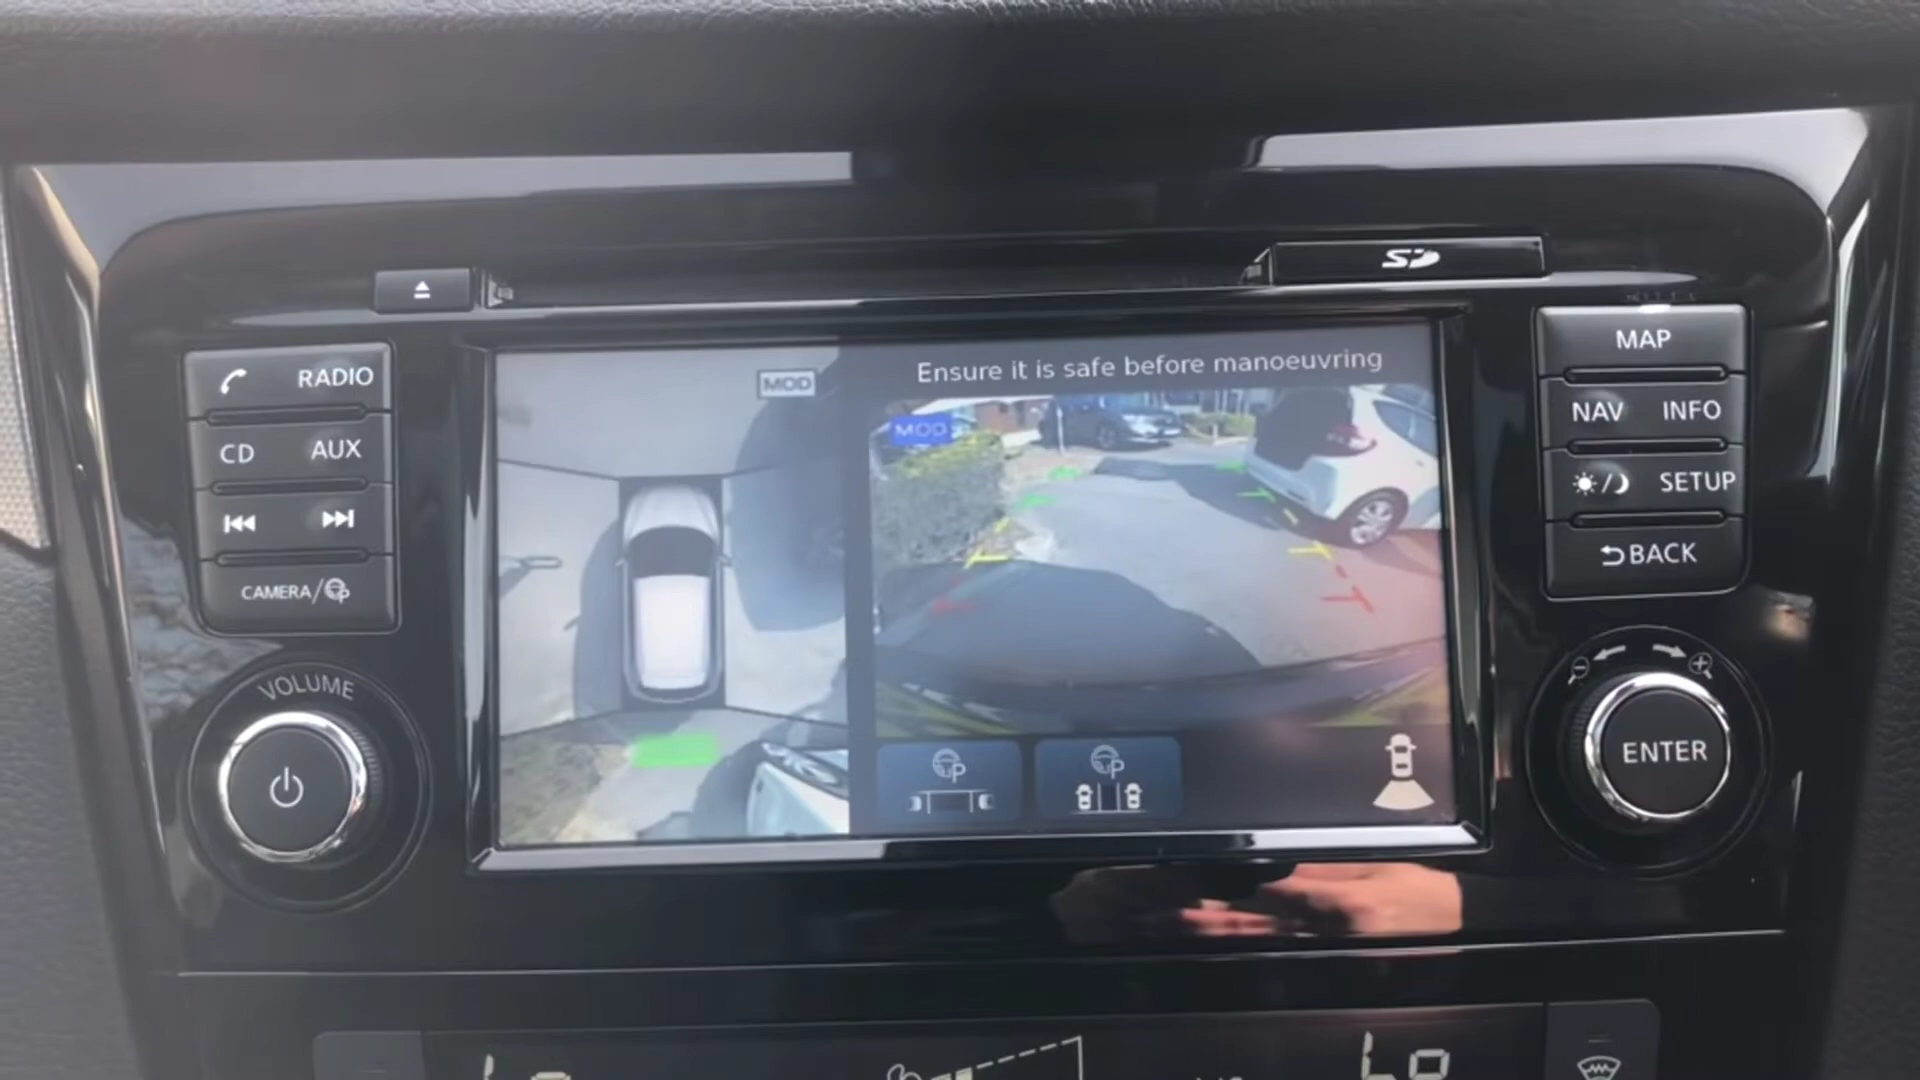 SD
RADIO
CD AUX
CAMERA/
VOLUME
MOD
Ensure it is safe before manoeuvring
MOD
P
P
MAP
NAV INFO
SETUP
BACK
ENTER
Lo